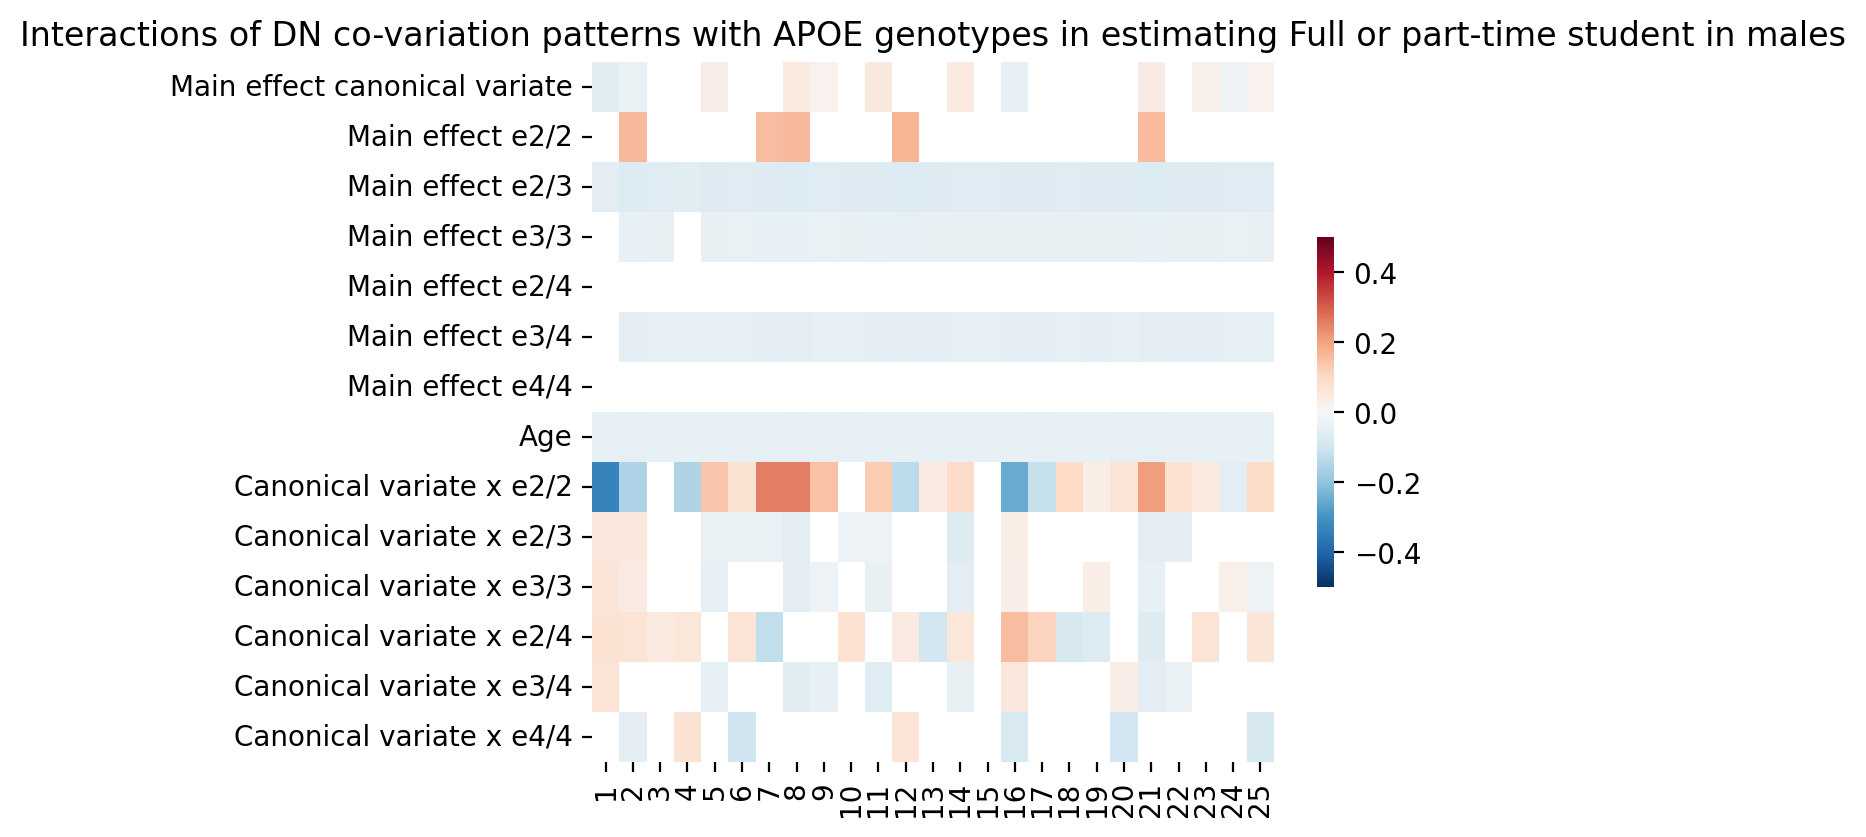 Interactions of DN co-variation patterns with APOE genotypes in estimating Full or part-time student in males
Main effect canonical variate
Main effect e2/2
Main effect e2/3
Main effect e3/3
Main effect e2/4
Main effect e3/4
Main effect e4/4
Age
Canonical variate x e2/2
Canonical variate x e2/3
Canonical variate x e3/3
Canonical variate x e2/4
Canonical variate x e3/4
Canonical variate x e4/4
1 2 3 4 5 6 7 8 9 10 11 12 13 14 15 16 17 18 19 20 21 22 23 24 25
0.4
0.2
0.0
−0.2
−0.4